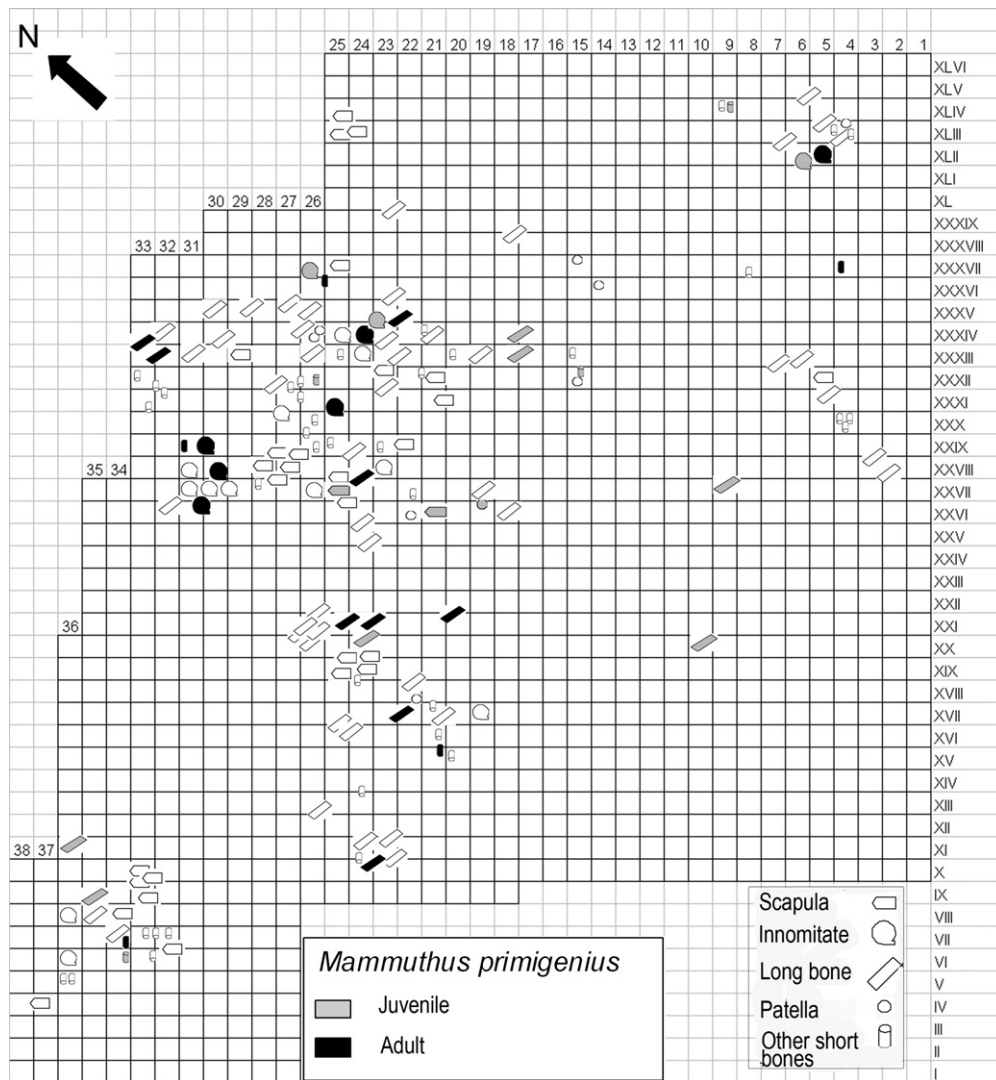 N
25 24 23 22 21 20 19 18 17 16 15 14 13 12 11 10 9 8 7 6 5 4 3 2 1
XLVI
XLV
XLIV
XLIII
XLII
XLI
30 29 28 27 26
XL
XXXIX
33 32 31
XXXVIII
XXXVII
XXXVI
XXXV
XXXIV
XXXIII
XXXII
XXXI
XXX
XXIX
35 34
XXVIII
XXVII
XXVI
XXV
XXIV
XXIII
XXII
36
XXI
XX
XIX
XVIII
XVII
XVI
XV
XIV
XIII
XII
38 37
XI
X
IX
VIII
VII
VI
V
IV
III
II
I
Mammuthus primigenius
Juvenile
Adult
Scapula
Innomitate
Long bone
Patella
Other short
bones